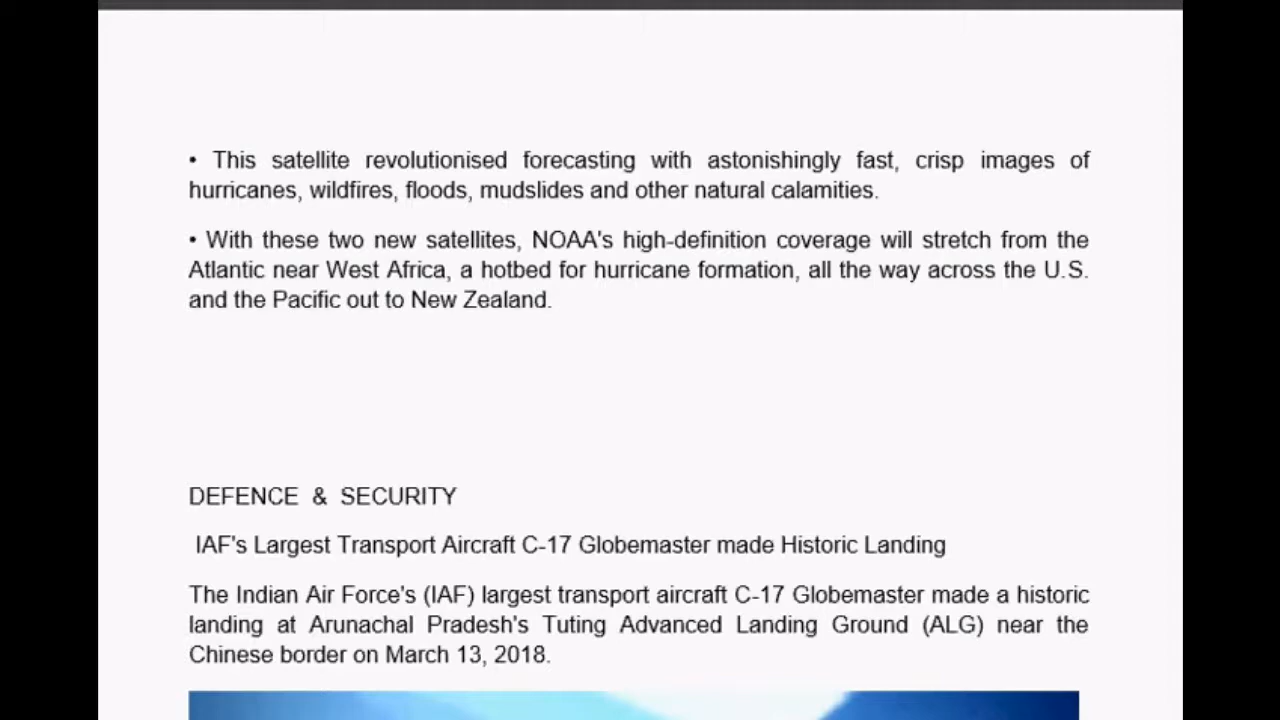 • This satellite revolutionised forecasting with astonishingly fast, crisp images of
hurricanes, wildfires, floods, mudslides and other natural calamities.
• With these two new satellites, NOAA's high-definition coverage will stretch from the
Atlantic near West Africa, a hotbed for hurricane formation, all the way across the U.S.
and the Pacific out to New Zealand.
DEFENCE & SECURITY
IAF's Largest Transport Aircraft C-17 Globemaster made Historic Landing
The Indian Air Force's (IAF) largest transport aircraft C-17 Globemaster made a historic
landing at Arunachal Pradesh's Tuting Advanced Landing Ground (ALG) near the
Chinese border on March 13, 2018.